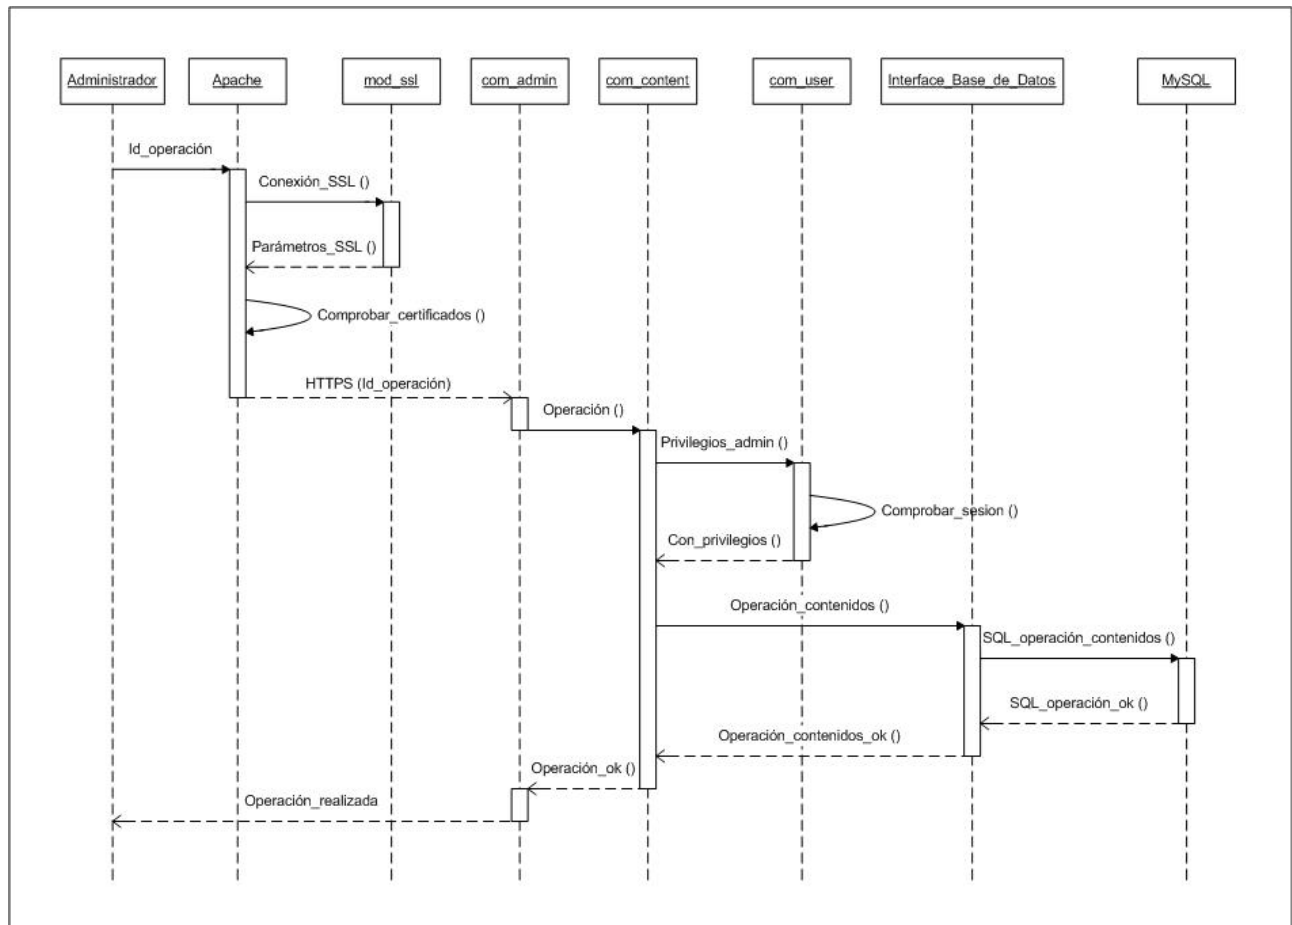 Administrador
Apache
mod_ssl
com_admin
com_content
com_user
Interface_Base_de_Datos
MySQL
Id_operación
Conexión_SSL ()
Parámetros_SSL ()
Comprobar_certificados ()
HTTPS (Id_operación)
Operación ()
Privilegios_admin ()
Comprobar_sesion ()
Con_privilegios ()
Operación_contenidos ()
SQL_operación_contenidos ()
SQL_operación_ok ()
Operación_contenidos_ok ()
Operación_ok ()
Operación_realizada